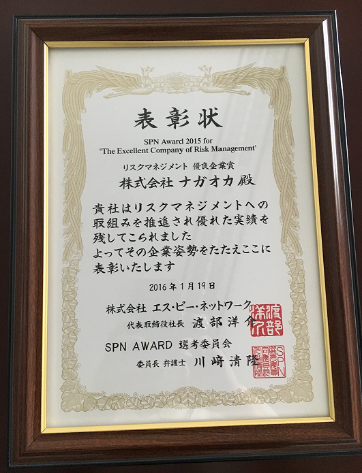 表彰状
SPN Award 2015 for
"The Excellent Company of Risk Management"
リスクマネジメント 優良企業賞
株式会社 ナガオカ 殿
貴社はリスクマネジメントへの
取組みを推進され優れた実績を
残してこられました
よってその企業姿勢をたたえここに
表彰いたします
2016年1月19日
株式会社 エス・ピー・ネットワーク
代表取締役社長 渡部洋介
SPN AWARD 選考委員会
委員長 弁護士 川﨑清隆